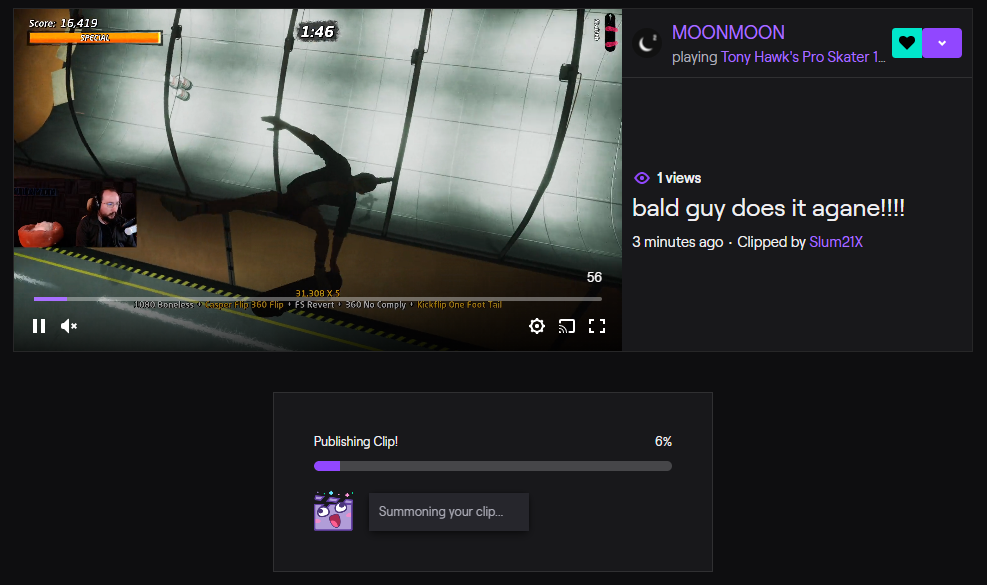 Score: 16,419
SPECIAL
1:46
MOONMOON
playing Tony Hawk's Pro Skater 1...
1 views
bald guy does it agane!!!!
3 minutes ago · Clipped by Slum21X
56
31,308 X 5
1080 Boneless + Kasper Flip 360 Flip + FS Revert + 360 No Comply + Kickflip One Foot Tail
Publishing Clip!
6%
Summoning your clip...